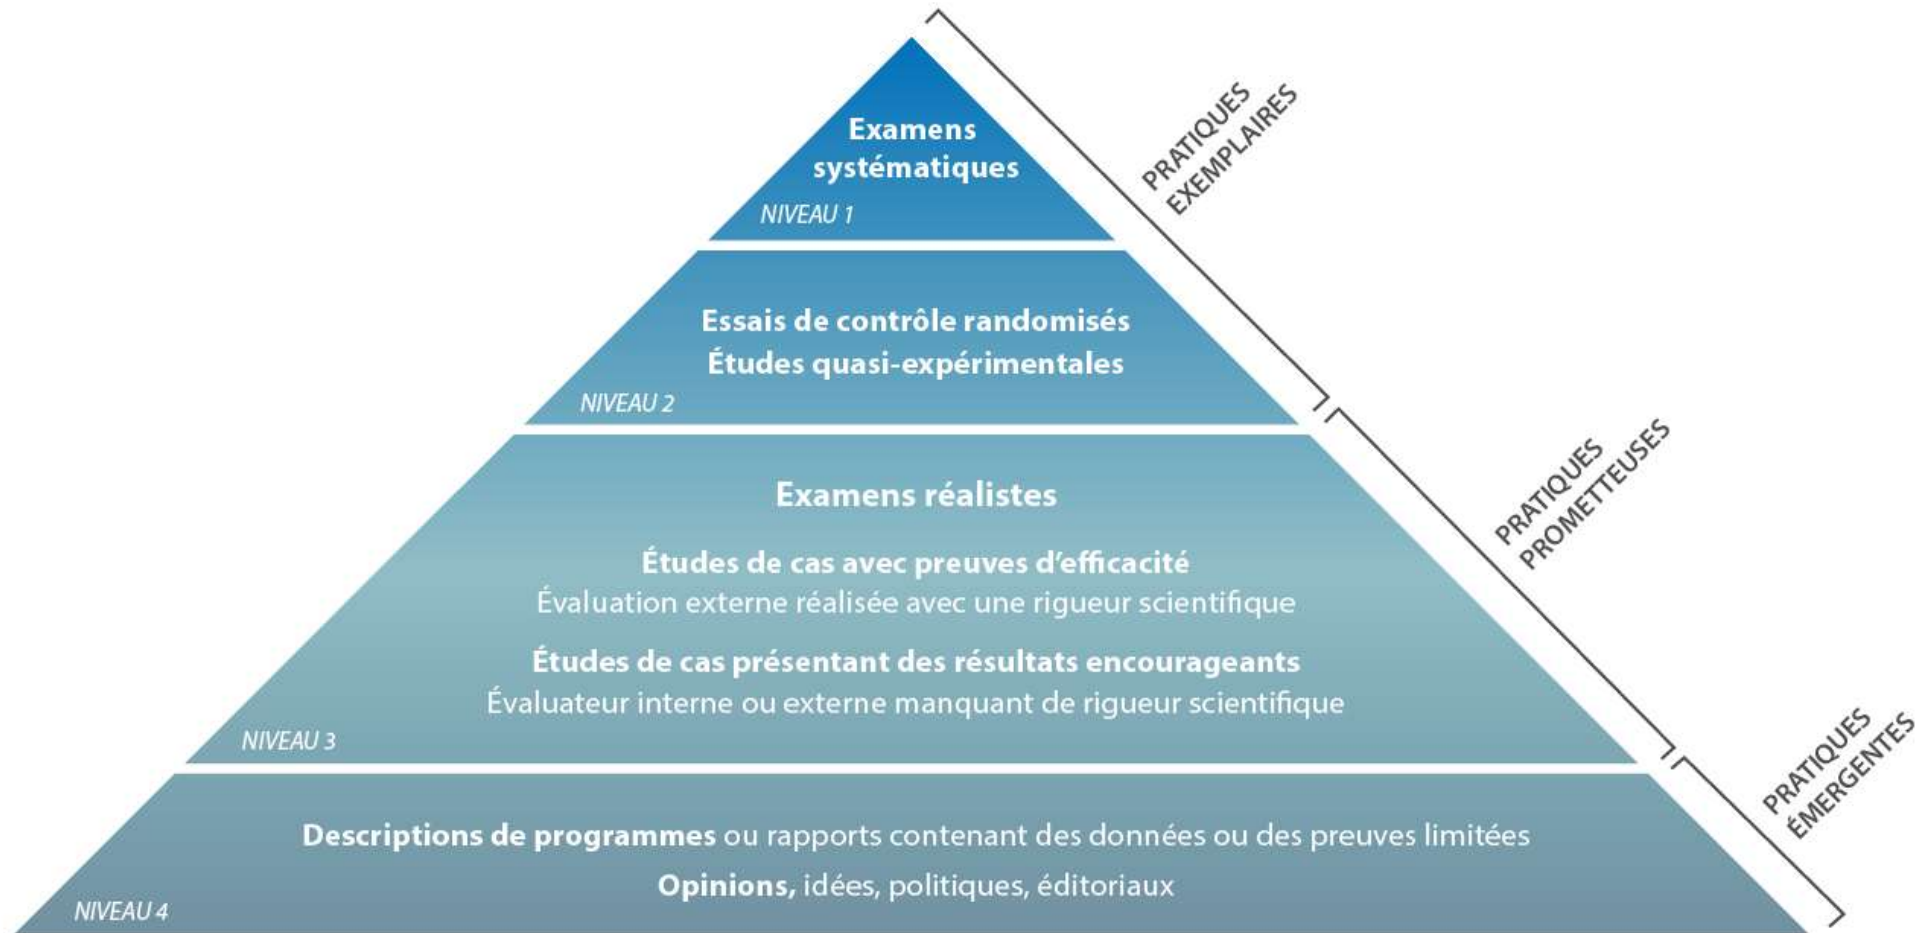 Examens
systématiques
NIVEAU 1
PRATIQUES
EXEMPLAIRES
Essais de contrôle randomisés
Études quasi-expérimentales
NIVEAU 2
Examens réalistes
Études de cas avec preuves d’efficacité
Évaluation externe réalisée avec une rigueur scientifique
Études de cas présentant des résultats encourageants
Évaluateur interne ou externe manquant de rigueur scientifique
NIVEAU 3
PRATIQUES
PROMETTEUSES
Descriptions de programmes ou rapports contenant des données ou des preuves limitées
Opinions, idées, politiques, éditoriaux
NIVEAU 4
PRATIQUES
ÉMERGENTES